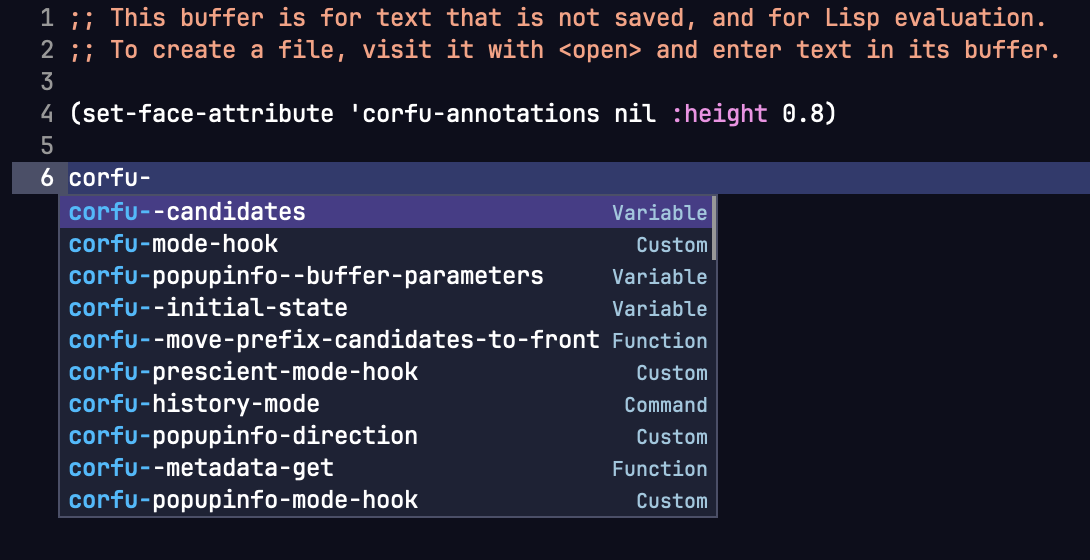 1 ;; This buffer is for text that is not saved, and for Lisp evaluation.
2 ;; To create a file, visit it with <open> and enter text in its buffer.
3
4 (set-face-attribute 'corfu-annotations nil :height 0.8)
5
6 corfu-
corfu--candidates Variable
corfu-mode-hook Custom
corfu-popupinfo--buffer-parameters Variable
corfu--initial-state Variable
corfu--move-prefix-candidates-to-front Function
corfu-prescient-mode-hook Custom
corfu-history-mode Command
corfu-popupinfo-direction Custom
corfu--metadata-get Function
corfu-popupinfo-mode-hook Custom